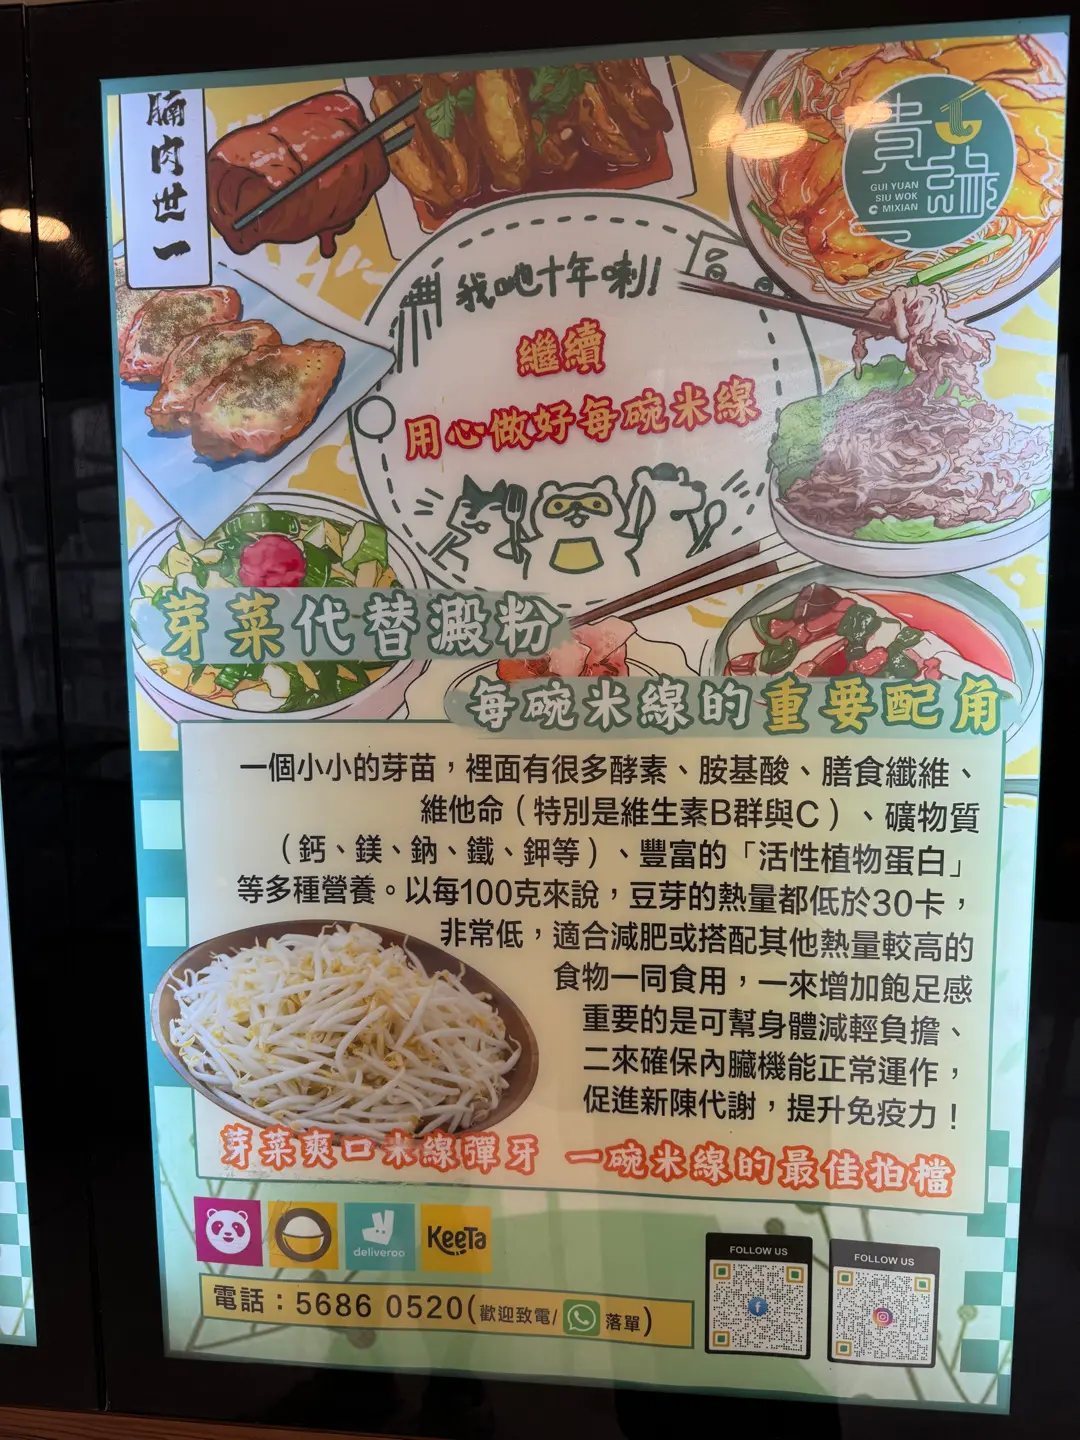 腩肉世一
貴緣
GUI YUAN
SIU WOK
MIXIAN
我哋十年喇!
繼續
用心做好每碗米線
芽菜代替澱粉
每碗米線的重要配角
一個小小的芽苗，裡面有很多酵素、胺基酸、膳食纖維、
維他命（特別是維生素B群與C）、礦物質
（鈣、鎂、鈉、鐵、鉀等）、豐富的「活性植物蛋白」
等多種營養。以每100克來說，豆芽的熱量都低於30卡，
非常低，適合減肥或搭配其他熱量較高的
食物一同食用，一來增加飽足感
重要的是可幫身體減輕負擔、
二來確保內臟機能正常運作，
促進新陳代謝，提升免疫力！
芽菜爽口米線彈牙 一碗米線的最佳拍檔
deliveroo
KeeTa
電話：5686 0520(歡迎致電/ 落單)
FOLLOW US
FOLLOW US